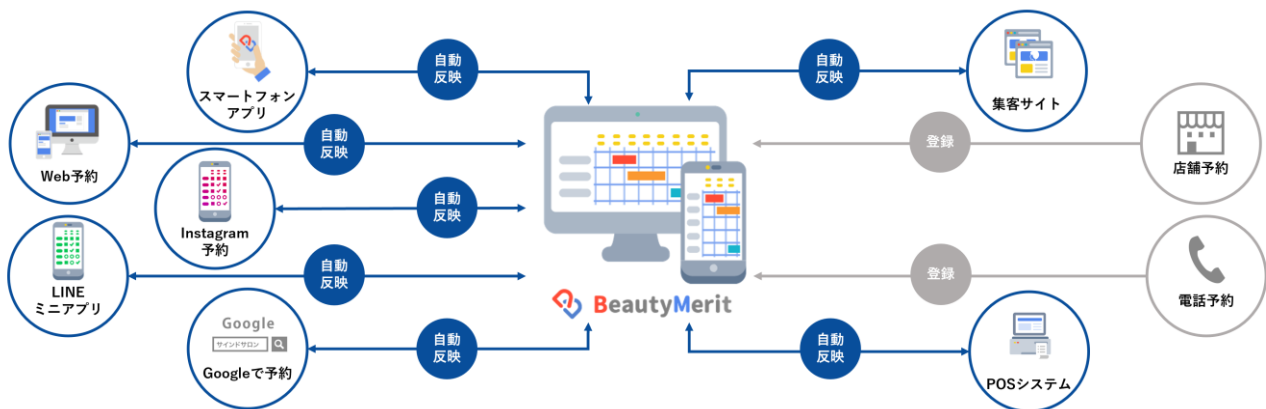 自動
反映
スマートフォン
アプリ
自動
反映
集客サイト
自動
反映
Web予約
登録
店舗予約
自動
反映
Instagram
予約
自動
反映
LINE
ミニアプリ
登録
電話予約
BeautyMerit
Google
サインドサロン
Googleで予約
自動
反映
自動
反映
POSシステム